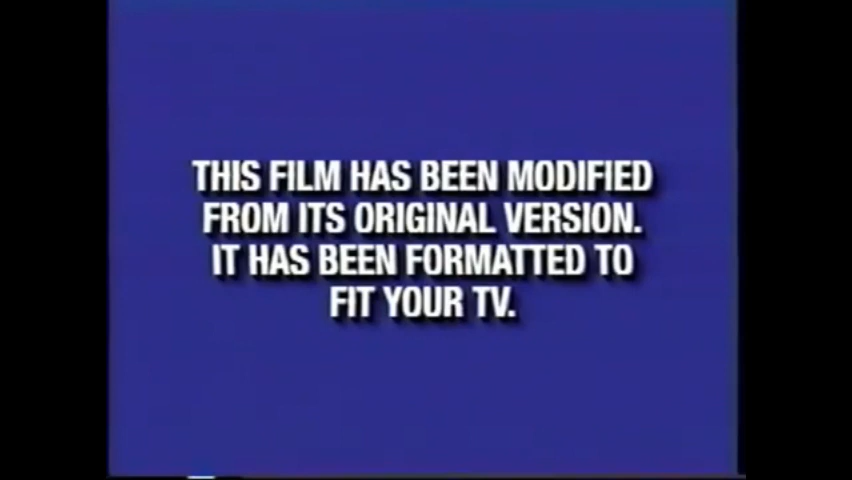 THIS FILM HAS BEEN MODIFIED
FROM ITS ORIGINAL VERSION.
IT HAS BEEN FORMATTED TO
FIT YOUR TV.